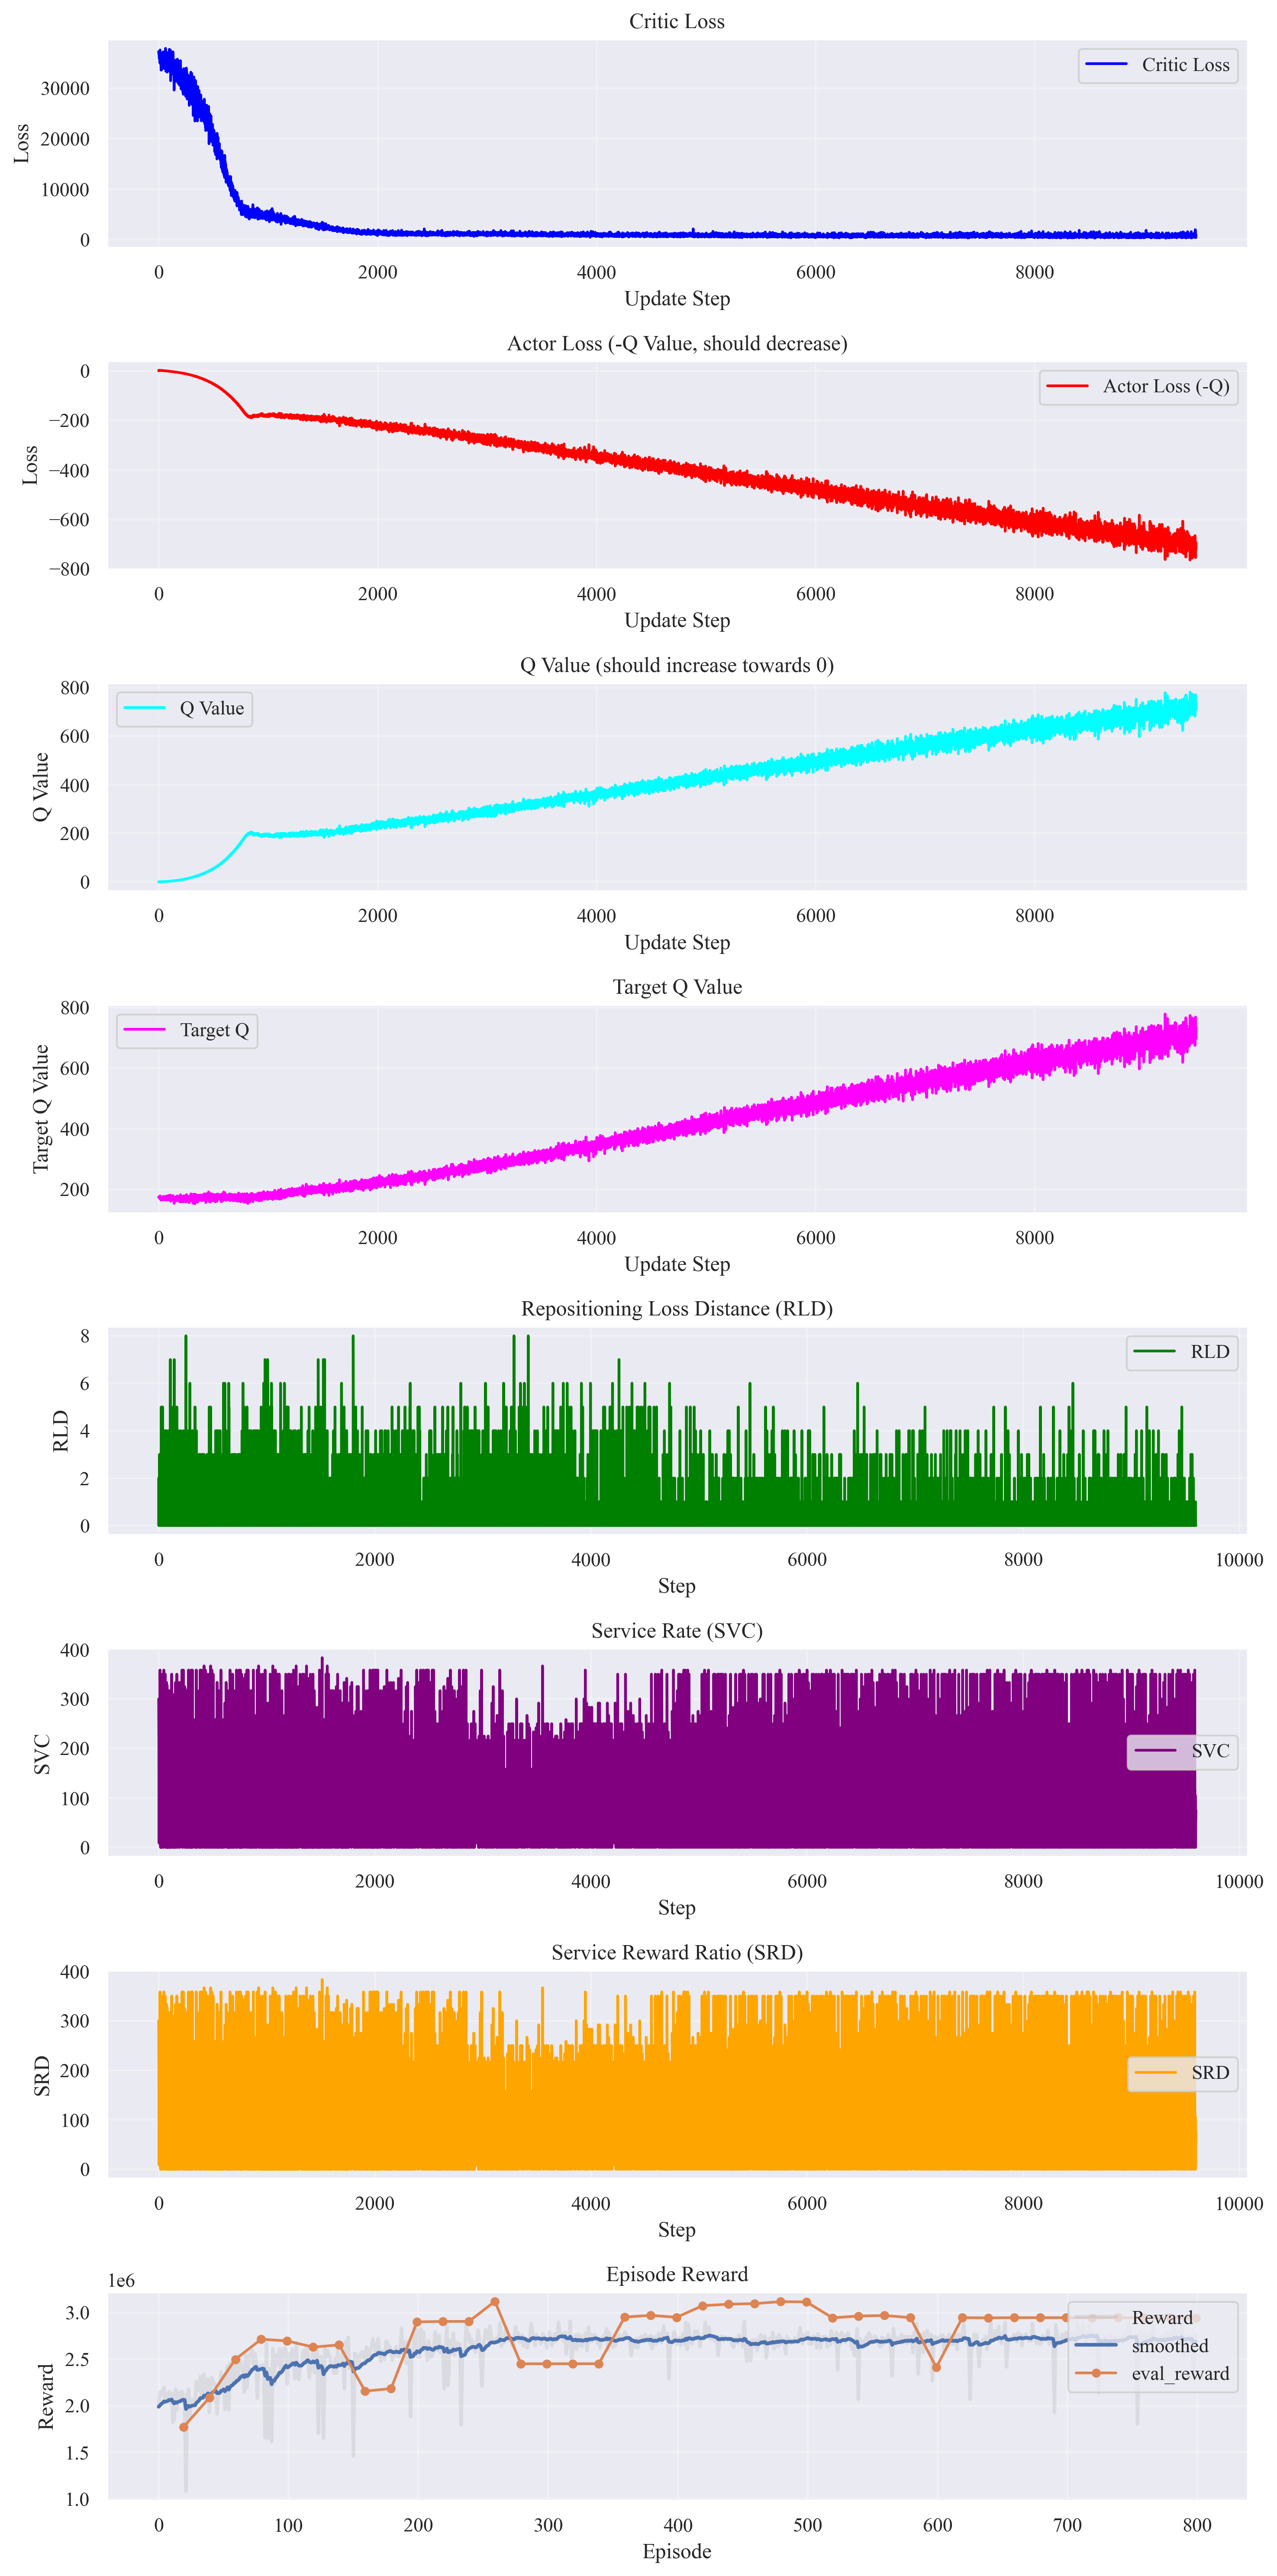 Critic Loss
Critic Loss
30000
20000
10000
0
Loss
0 2000 4000 6000 8000
Update Step
Actor Loss (-Q Value, should decrease)
Actor Loss (-Q)
0
−200
−400
−600
−800
Loss
0 2000 4000 6000 8000
Update Step
Q Value (should increase towards 0)
Q Value
800
600
400
200
0
Q Value
0 2000 4000 6000 8000
Update Step
Target Q Value
Target Q
800
600
400
200
Target Q Value
0 2000 4000 6000 8000
Update Step
Repositioning Loss Distance (RLD)
RLD
8
6
4
2
0
RLD
0 2000 4000 6000 8000 10000
Step
Service Rate (SVC)
400
300
200
100
0
SVC
SVC
0 2000 4000 6000 8000 10000
Step
Service Reward Ratio (SRD)
400
300
200
100
0
SRD
SRD
0 2000 4000 6000 8000 10000
Step
Episode Reward
1e6
3.0
2.5
2.0
1.5
1.0
Reward
Reward
smoothed
eval_reward
0 100 200 300 400 500 600 700 800
Episode